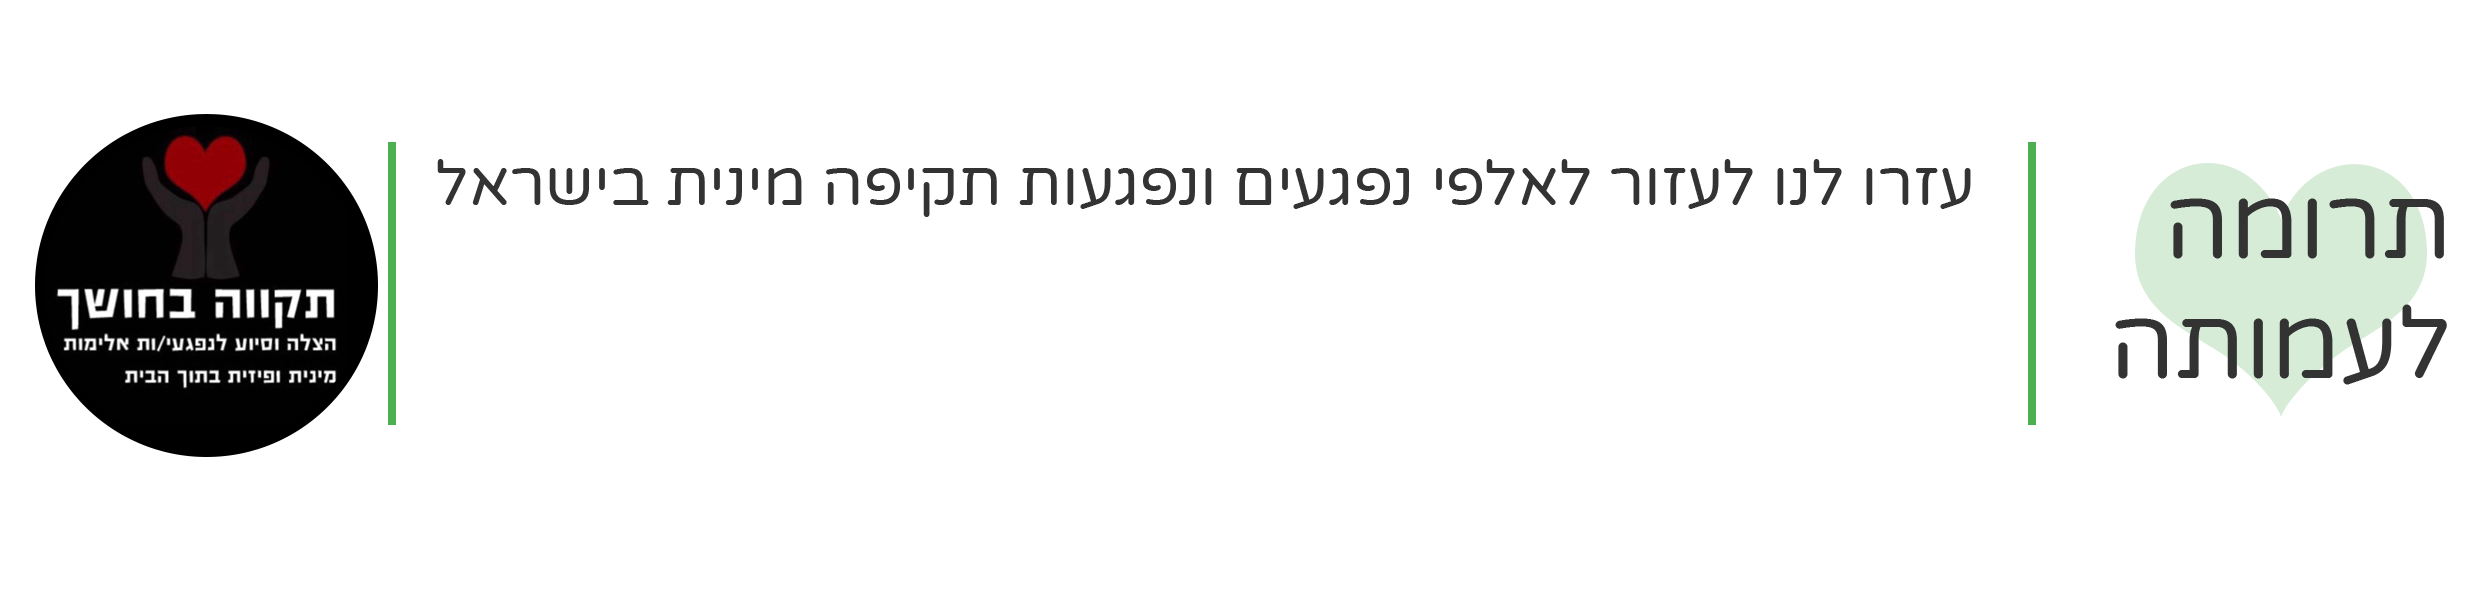 תרומה
לעמותה
עזרו לנו לעזור לאלפי נפגעים ונפגעות תקיפה מינית בישראל
תקווה בחושך
הצלה וסיוע לנפגעי/ות אלימות
מינית ופיזית בתוך הבית